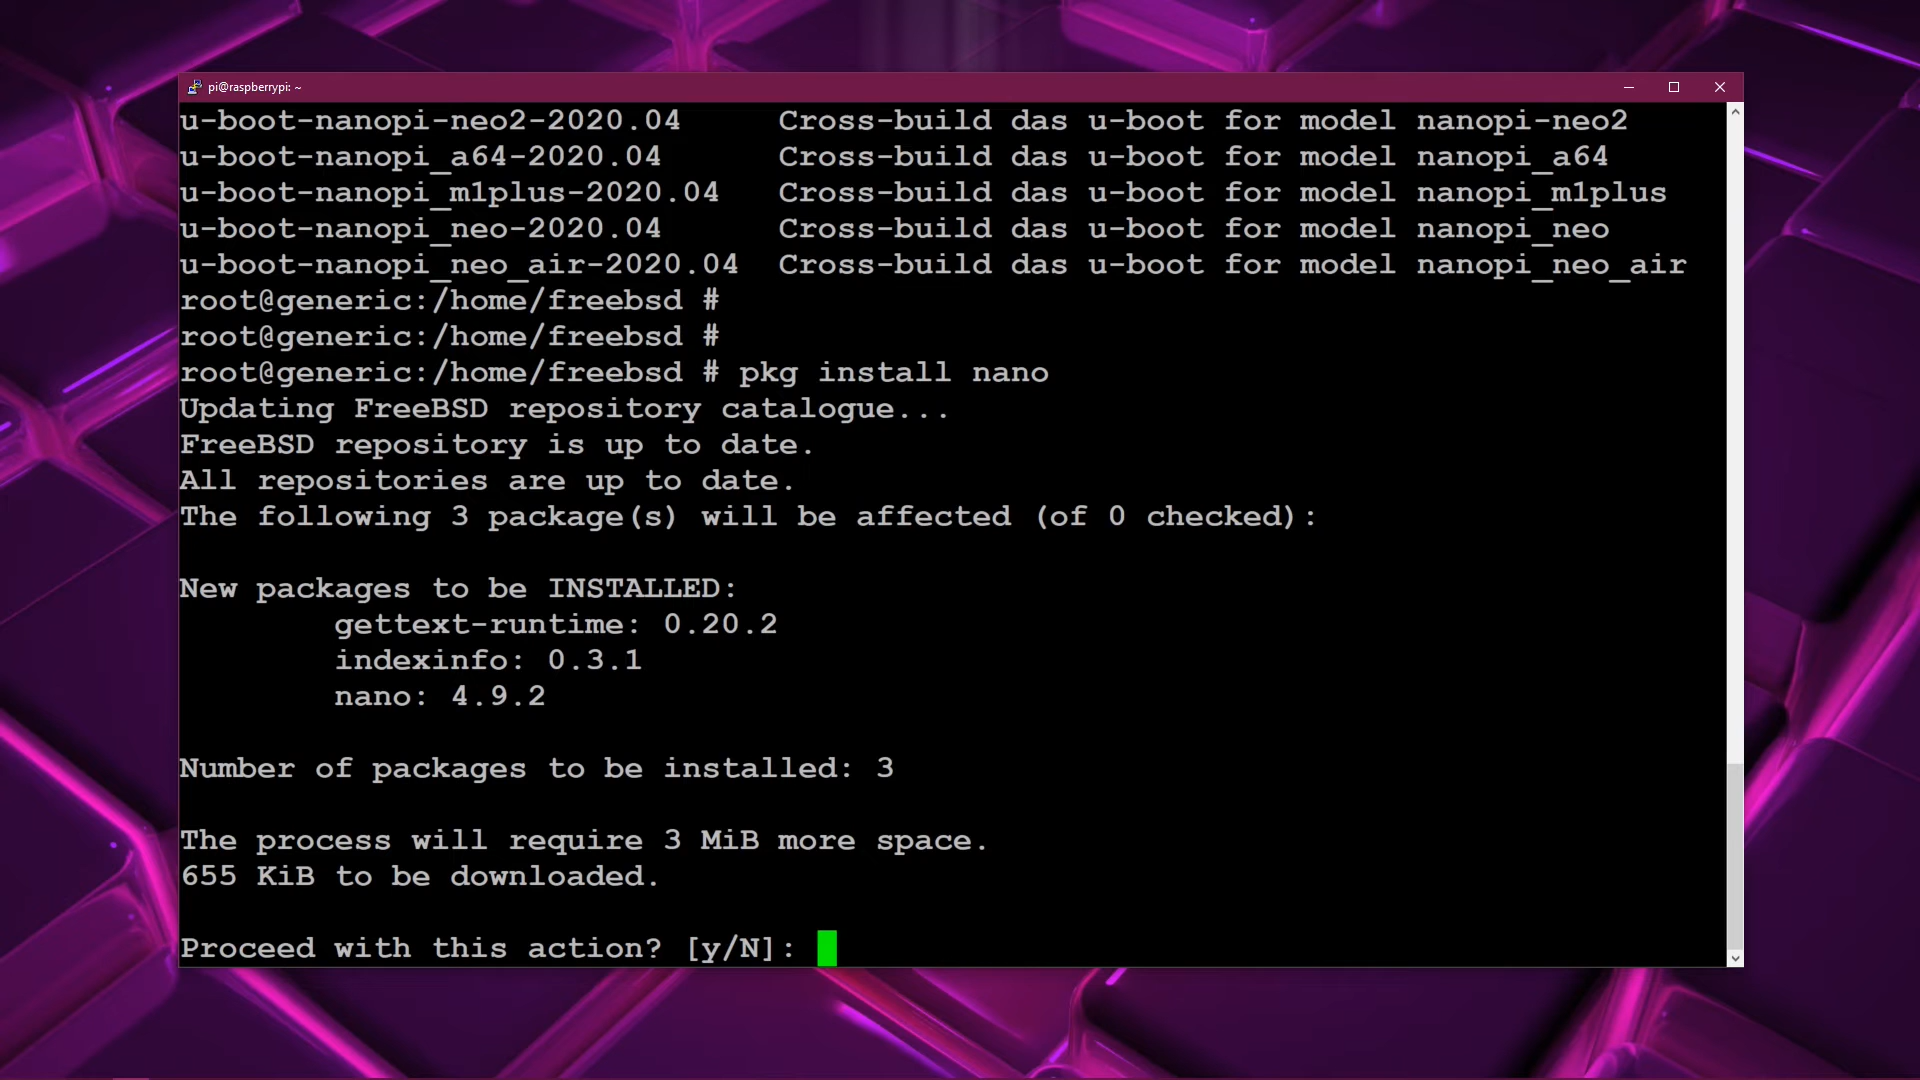 pi@raspberrypi: ~
u-boot-nanopi-neo2-2020.04     Cross-build das u-boot for model nanopi-neo2
u-boot-nanopi_a64-2020.04      Cross-build das u-boot for model nanopi_a64
u-boot-nanopi_m1plus-2020.04   Cross-build das u-boot for model nanopi_m1plus
u-boot-nanopi_neo-2020.04      Cross-build das u-boot for model nanopi_neo
u-boot-nanopi_neo_air-2020.04  Cross-build das u-boot for model nanopi_neo_air
root@generic:/home/freebsd #
root@generic:/home/freebsd #
root@generic:/home/freebsd # pkg install nano
Updating FreeBSD repository catalogue...
FreeBSD repository is up to date.
All repositories are up to date.
The following 3 package(s) will be affected (of 0 checked):
New packages to be INSTALLED:
gettext-runtime: 0.20.2
indexinfo: 0.3.1
nano: 4.9.2
Number of packages to be installed: 3
The process will require 3 MiB more space.
655 KiB to be downloaded.
Proceed with this action? [y/N]: